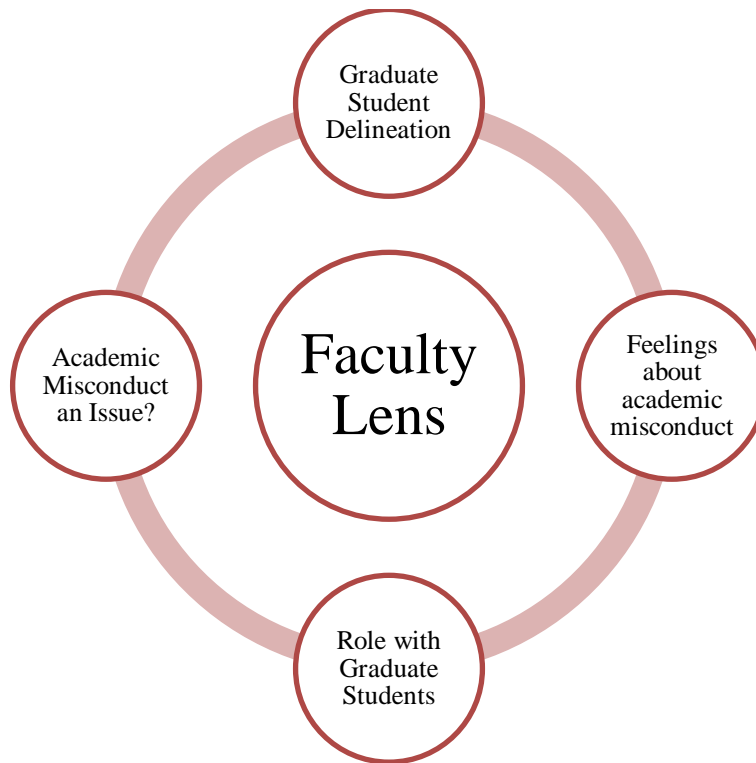 Graduate
Student
Delineation
Faculty
Lens
Academic
Misconduct
an Issue?
Feelings
about
academic
misconduct
Role with
Graduate
Students